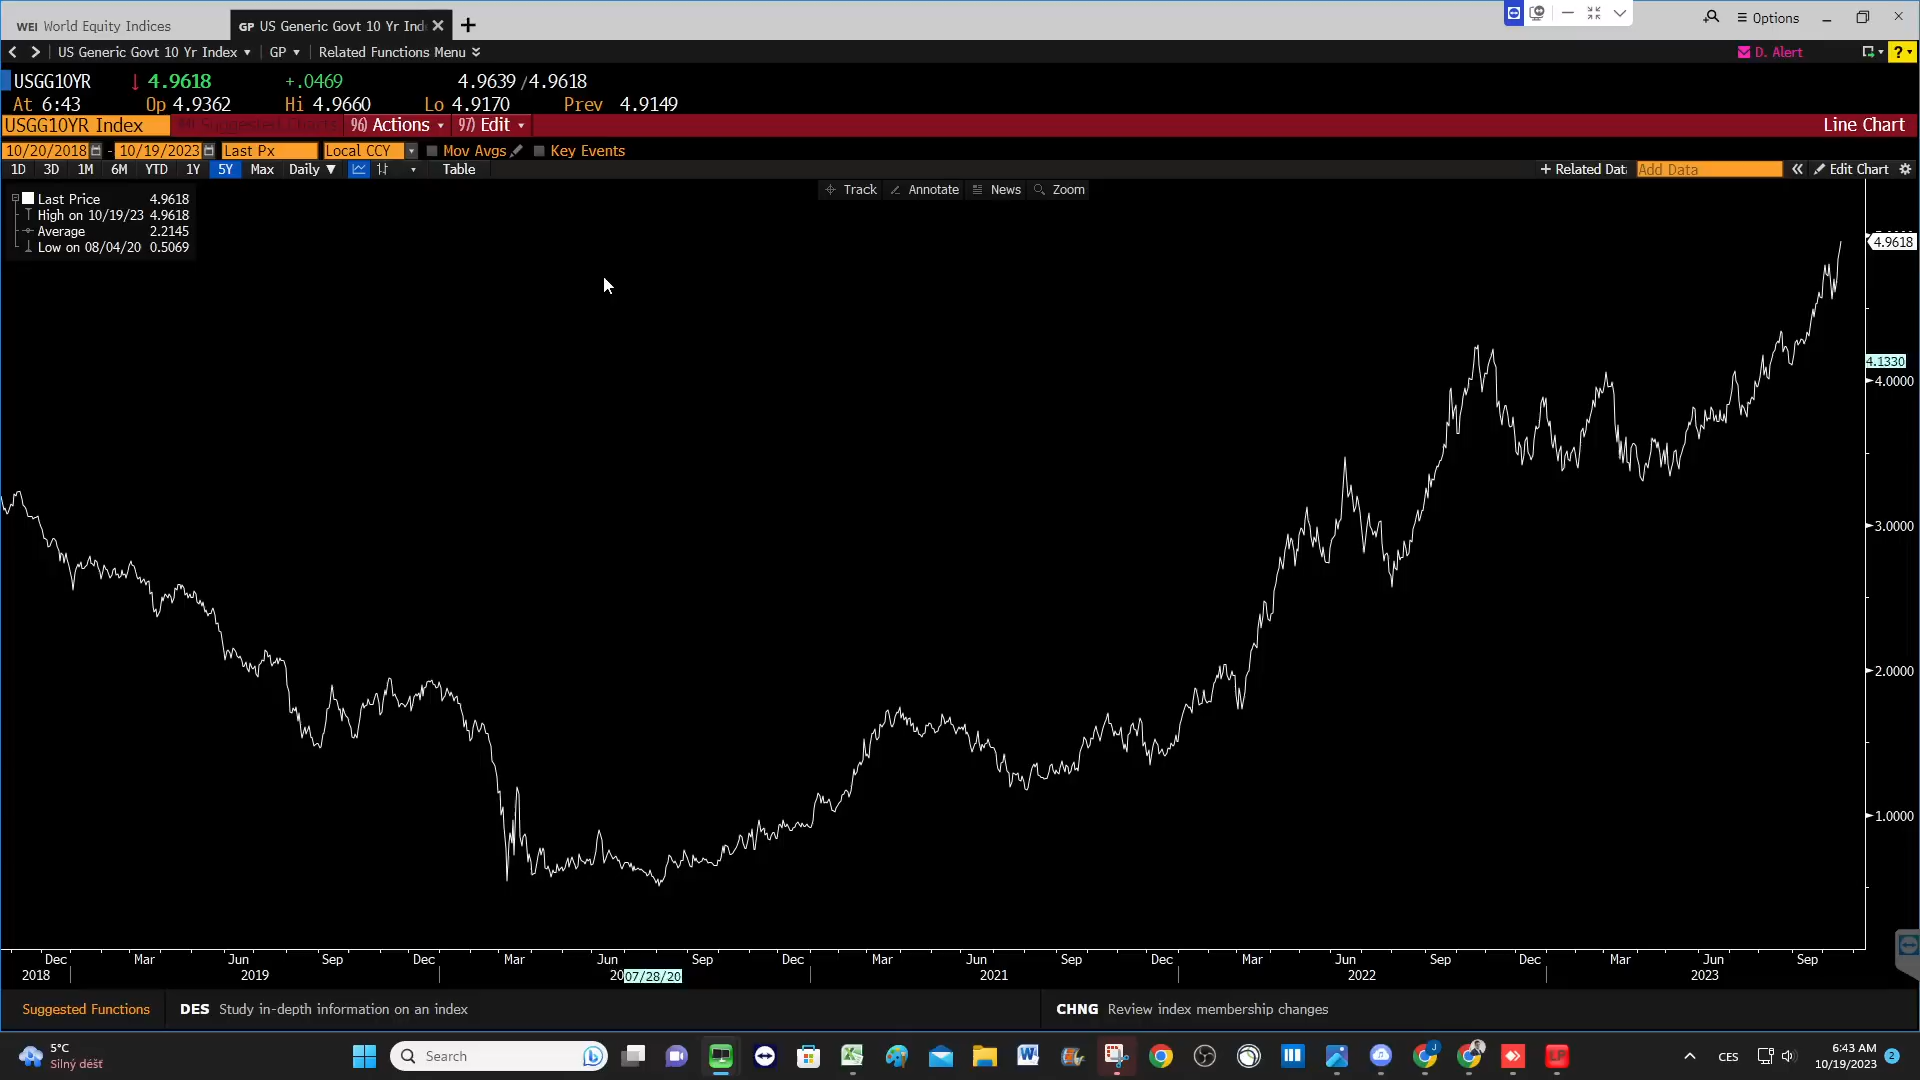 WEI World Equity Indices
GP US Generic Govt 10 Yr Ind
Options
US Generic Govt 10 Yr Index
GP
Related Functions Menu
D. Alert
?
USGG10YR ↓ 4.9618 +.0469 4.9639 /4.9618
At 6:43 Op 4.9362 Hi 4.9660 Lo 4.9170 Prev 4.9149
USGG10YR Index
Suggested Charts
96) Actions
97) Edit
Line Chart
10/20/2018 - 10/19/2023 Last Px Local CCY Mov Avgs Key Events
1D 3D 1M 6M YTD 1Y 5Y Max Daily ▼ Table
+ Related Dat Add Data « Edit Chart
Track Annotate News Zoom
Last Price 4.9618
High on 10/19/23 4.9618
Average 2.2145
Low on 08/04/20 0.5069
4.9618
4.1330
4.0000
3.0000
2.0000
1.0000
Dec Mar Jun Sep Dec Mar Jun Sep Dec Mar Jun Sep Dec Mar Jun Sep Dec Mar Jun Sep
2018 2019 20 07/28/20 2021 2022 2023
Suggested Functions DES Study in-depth information on an index CHNG Review index membership changes
5°C
Silný déšť
Search
CES
6:43 AM
10/19/2023
2